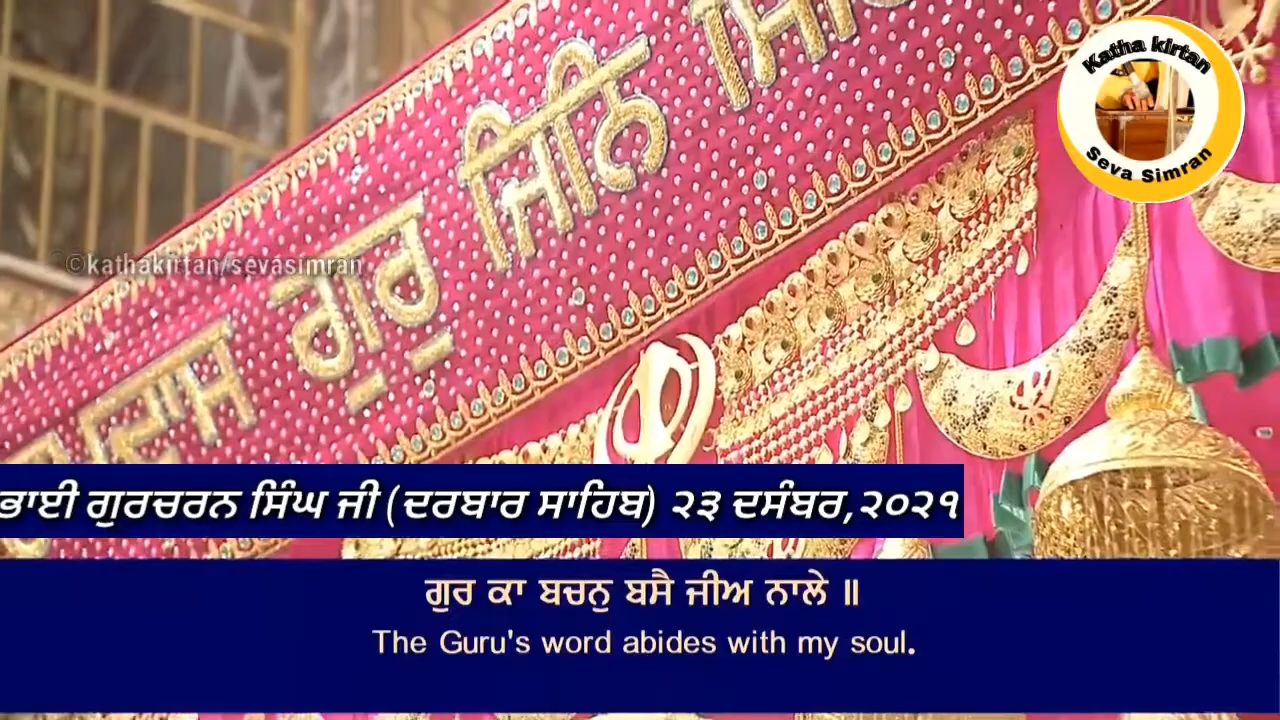 Katha kirtan
Seva Simran
ਦਾਸ ਗੁਰੁ ਜਿਨਿ
©kathakirtan/sevasimran
ਭਾਈ ਗੁਰਚਰਨ ਸਿੰਘ ਜੀ (ਦਰਬਾਰ ਸਾਹਿਬ) ੨੩ ਦਸੰਬਰ,੨੦੨੧
ਗੁਰ ਕਾ ਬਚਨੁ ਬਸੈ ਜੀਅ ਨਾਲੇ ॥
The Guru's word abides with my soul.